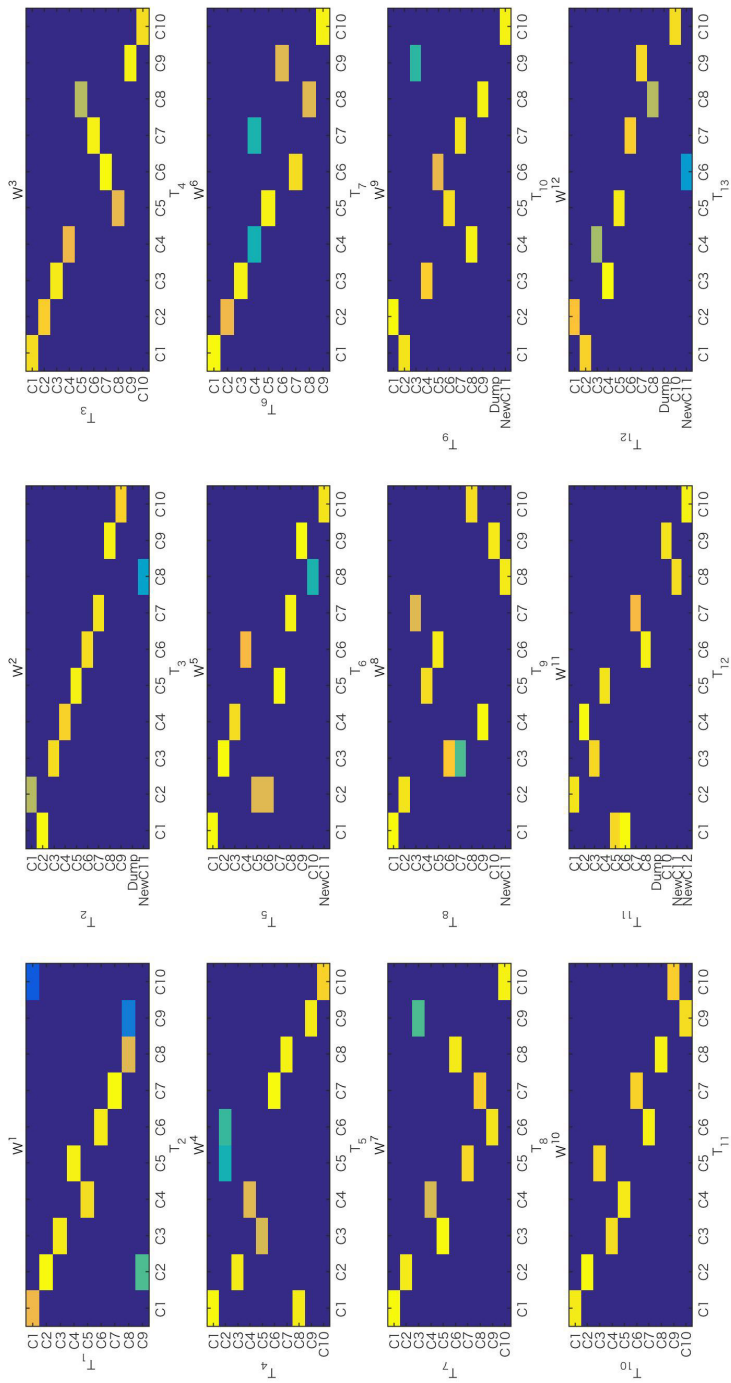 W¹
T₁
C1
C2
C3
C4
C5
C6
C7
C8
C9
C1 C2 C3 C4 C5 C6 C7 C8 C9 C10
T₂
W²
T₂
C1
C2
C3
C4
C5
C6
C7
C8
C9
Dump
NewC11
C1 C2 C3 C4 C5 C6 C7 C8 C9 C10
T₃
W³
T₃
C1
C2
C3
C4
C5
C6
C7
C8
C9
C10
C1 C2 C3 C4 C5 C6 C7 C8 C9 C10
T₄
W⁴
T₄
C1
C2
C3
C4
C5
C6
C7
C8
C9
C10
C1 C2 C3 C4 C5 C6 C7 C8 C9 C10
T₅
W⁵
T₅
C1
C2
C3
C4
C5
C6
C7
C8
C9
C10
NewC11
C1 C2 C3 C4 C5 C6 C7 C8 C9 C10
T₆
W⁶
T₆
C1
C2
C3
C4
C5
C6
C7
C8
C9
C1 C2 C3 C4 C5 C6 C7 C8 C9 C10
T₇
W⁷
T₇
C1
C2
C3
C4
C5
C6
C7
C8
C9
C10
C1 C2 C3 C4 C5 C6 C7 C8 C9 C10
T₈
W⁸
T₈
C1
C2
C3
C4
C5
C6
C7
C8
C9
C10
NewC11
C1 C2 C3 C4 C5 C6 C7 C8 C9 C10
T₉
W⁹
T₉
C1
C2
C3
C4
C5
C6
C7
C8
C9
Dump
NewC11
C1 C2 C3 C4 C5 C6 C7 C8 C9 C10
T₁₀
W¹⁰
T₁₀
C1
C2
C3
C4
C5
C6
C7
C8
C9
C10
C1 C2 C3 C4 C5 C6 C7 C8 C9 C10
T₁₁
W¹¹
T₁₁
C1
C2
C3
C4
C5
C6
C7
C8
Dump
C10
NewC11
NewC12
C1 C2 C3 C4 C5 C6 C7 C8 C9 C10
T₁₂
W¹²
T₁₂
C1
C2
C3
C4
C5
C6
C7
C8
Dump
C10
NewC11
C1 C2 C3 C4 C5 C6 C7 C8 C9 C10
T₁₃